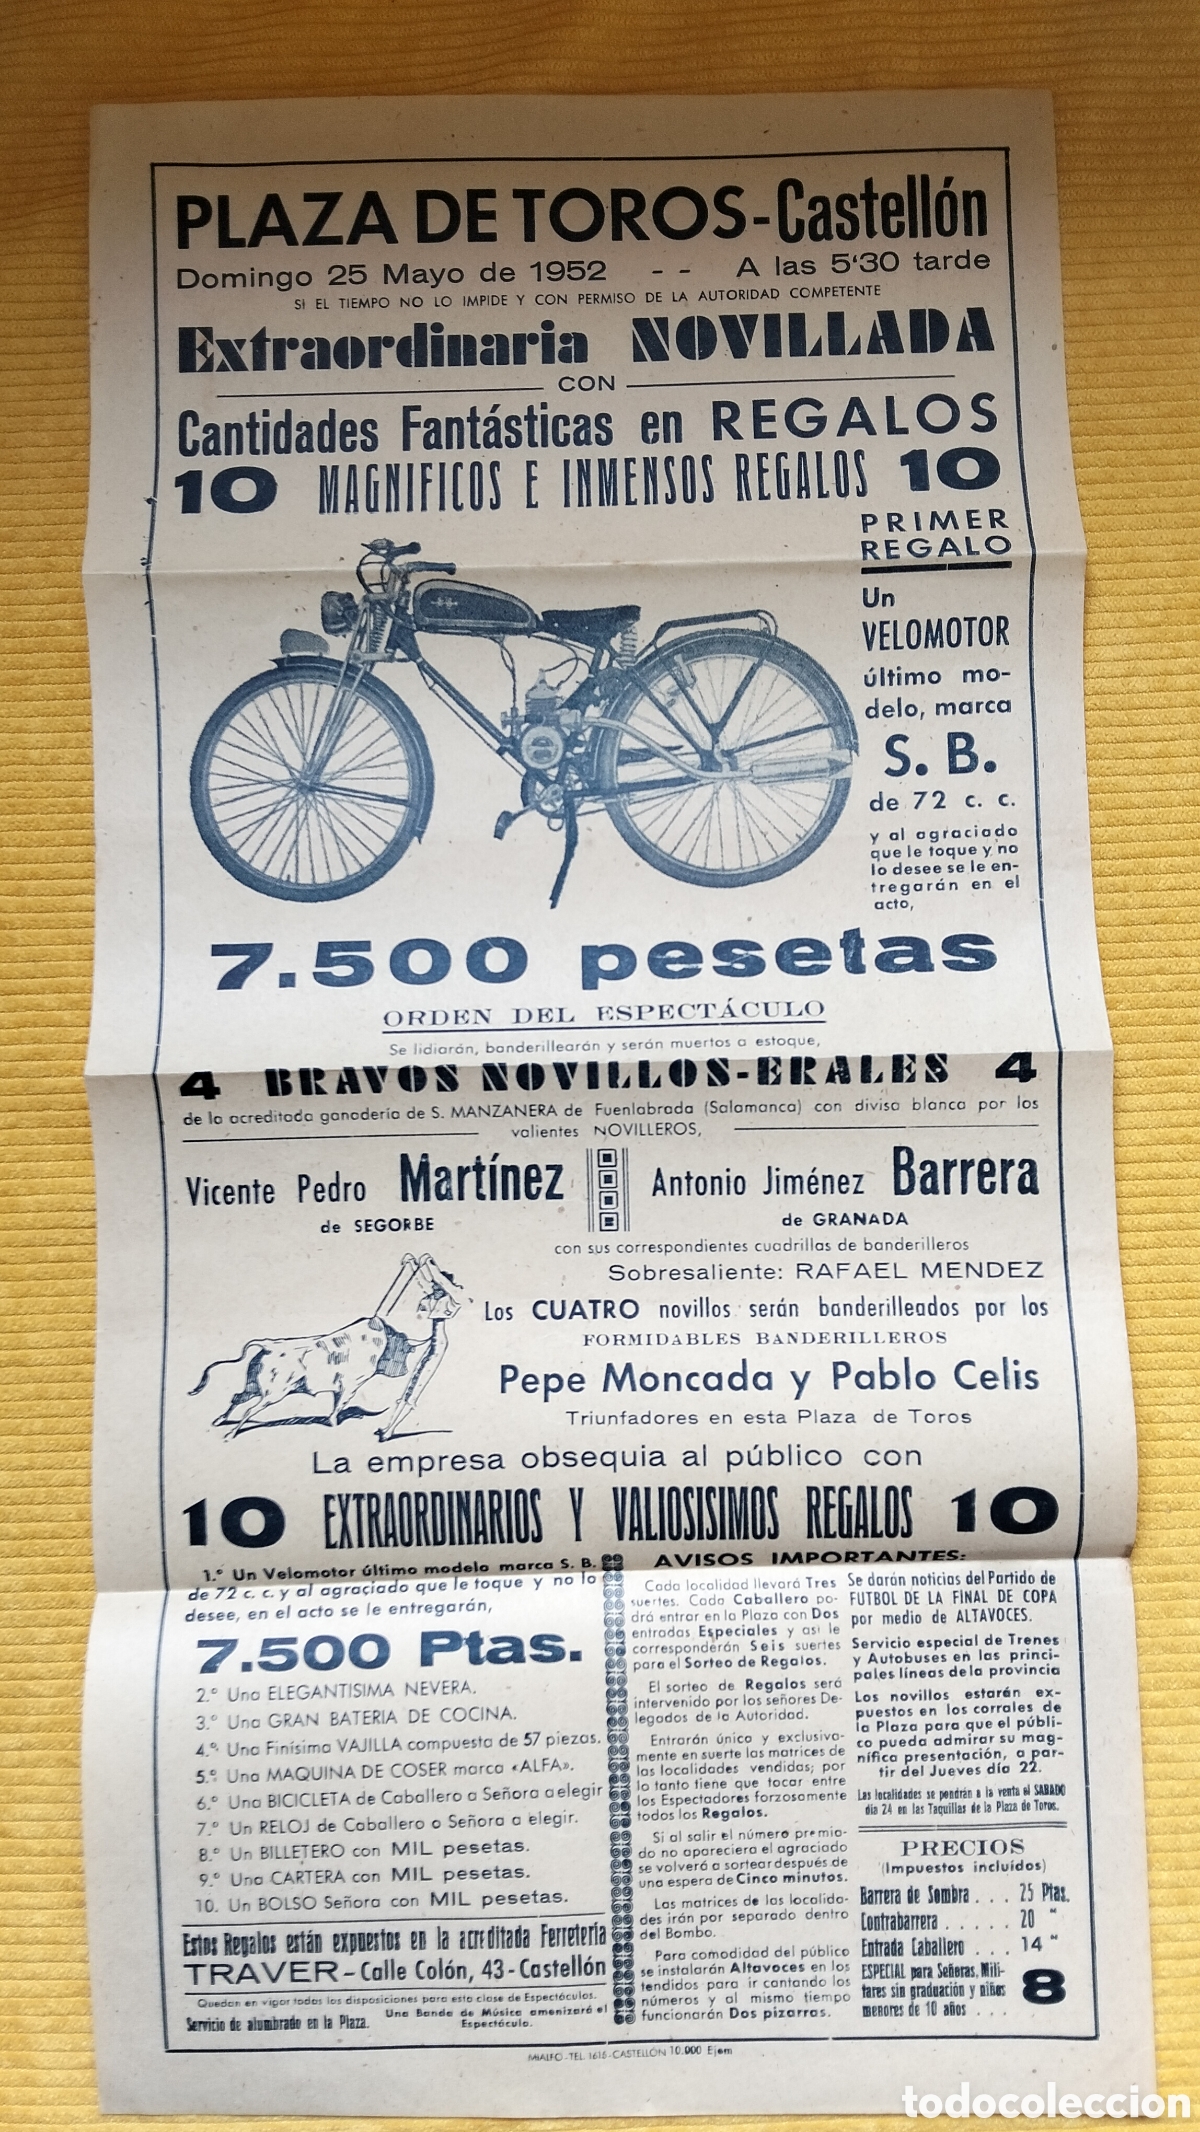 PLAZA DE TOROS-Castellón
Domingo 25 Mayo de 1952 -- A las 5'30 tarde
SI EL TIEMPO NO LO IMPIDE Y CON PERMISO DE LA AUTORIDAD COMPETENTE
Extraordinaria NOVILLADA
CON
Cantidades Fantásticas en REGALOS
10 MAGNIFICOS E INMENSOS REGALOS 10
PRIMER
REGALO
Un
VELOMOTOR
último mo-
delo, marca
S. B.
de 72 c. c.
y al agraciado
que le toque y no
lo desee se le en-
tregarán en el
acto,
7.500 pesetas
ORDEN DEL ESPECTÁCULO
Se lidiarán, banderillearán y serán muertos a estoque,
4 BRAVOS NOVILLOS-ERALES 4
de la acreditada ganadería de S. MANZANERA de Fuenlabrada (Salamanca) con divisa blanca por los
valientes NOVILLEROS,
Vicente Pedro Martínez
de SEGORBE
Antonio Jiménez Barrera
de GRANADA
con sus correspondientes cuadrillas de banderilleros
Sobresaliente: RAFAEL MENDEZ
Los CUATRO novillos serán banderilleados por los
FORMIDABLES BANDERILLEROS
Pepe Moncada y Pablo Celis
Triunfadores en esta Plaza de Toros
La empresa obsequia al público con
10 EXTRAORDINARIOS Y VALIOSISIMOS REGALOS 10
1.º Un Velomotor último modelo marca S. B.
de 72 c. c. y al agraciado que le toque y no lo
desee, en el acto se le entregarán,
7.500 Ptas.
2.º Una ELEGANTISIMA NEVERA.
3.º Una GRAN BATERIA DE COCINA.
4.º Una Finísima VAJILLA compuesta de 57 piezas.
5.º Una MAQUINA DE COSER marca «ALFA».
6.º Una BICICLETA de Caballero o Señora a elegir
7.º Un RELOJ de Caballero o Señora a elegir.
8.º Un BILLETERO con MIL pesetas.
9.º Una CARTERA con MIL pesetas.
10. Un BOLSO Señora con MIL pesetas.
Estos Regalos están expuestos en la acreditada Ferretería
TRAVER-Calle Colón, 43-Castellón
Quedan en vigor todas las disposiciones para esta clase de Espectáculos.
Servicio de alumbrado en la Plaza. Una Banda de Música amenizará el
Espectáculo.
AVISOS IMPORTANTES:
Cada localidad llevará Tres
suertes. Cada Caballero po-
drá entrar en la Plaza con Dos
entradas Especiales y así le
corresponderán Seis suertes
para el Sorteo de Regalos.
El sorteo de Regalos será
intervenido por los señores De-
legados de la Autoridad.
Entrarán única y exclusiva-
mente en suerte las matrices de
las localidades vendidas; por
lo tanto tiene que tocar entre
los Espectadores forzosamente
todos los Regalos.
Si al salir el número premia-
do no apareciera el agraciado
se volverá a sortear después de
una espera de Cinco minutos.
Las matrices de las localida-
des irán por separado dentro
del Bombo.
Para comodidad del público
se instalarán Altavoces en los
tendidos para ir cantando los
números y al mismo tiempo
funcionarán Dos pizarras.
Se darán noticias del Partido de
FUTBOL DE LA FINAL DE COPA
por medio de ALTAVOCES.
Servicio especial de Trenes
y Autobuses en las princi-
pales líneas de la provincia
Los novillos estarán ex-
puestos en los corrales de
la Plaza para que el públi-
co pueda admirar su mag-
nífica presentación, a par-
tir del Jueves día 22.
Las localidades se pondrán a la venta el SABADO
día 24 en las Taquillas de la Plaza de Toros.
PRECIOS
(Impuestos incluídos)
Barrera de Sombra . . . 25 Ptas.
Contrabarrera . . . . . 20 "
Entrada Caballero . . . 14 "
ESPECIAL para Señoras, Mili-
tares sin graduación y niños
menores de 10 años . . . 8
MIALFO-TEL. 1615-CASTELLÓN 10.000 Ejem
todocoleccion